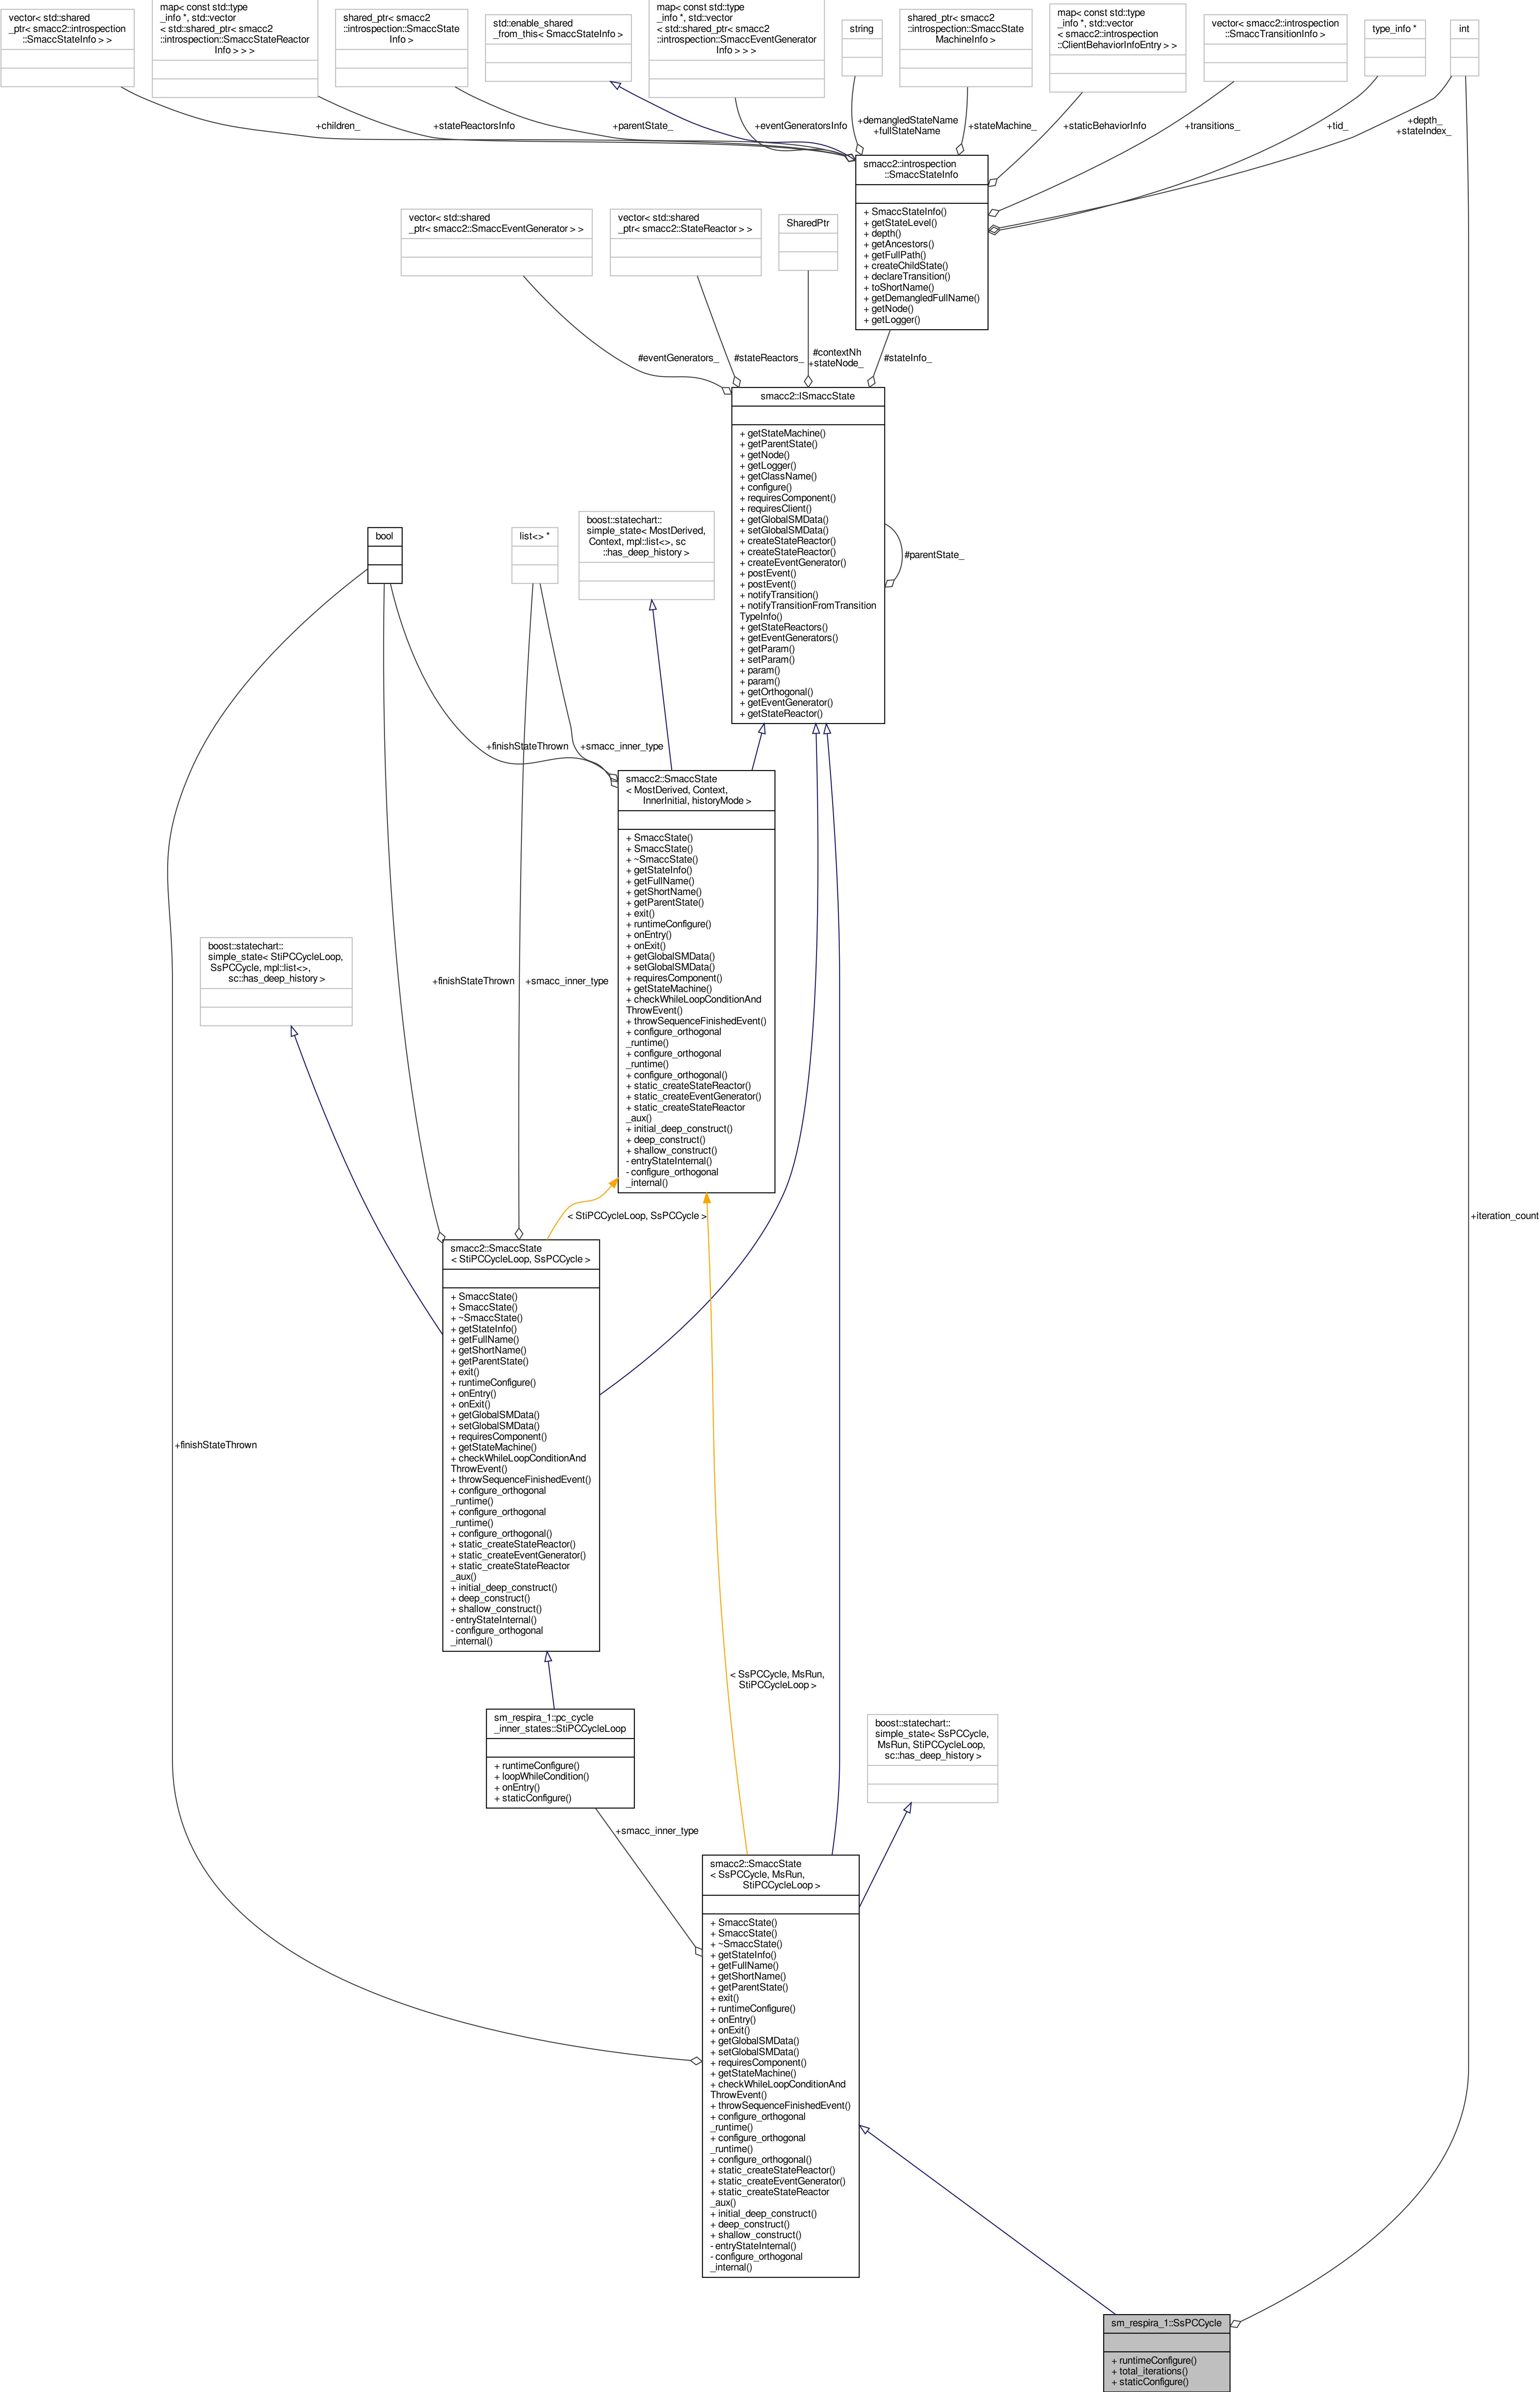 vector< std::shared
_ptr< smacc2::introspection
::SmaccStateInfo > >
map< const std::type
_info *, std::vector
< std::shared_ptr< smacc2
::introspection::SmaccStateReactor
Info > > >
shared_ptr< smacc2
::introspection::SmaccState
Info >
std::enable_shared
_from_this< SmaccStateInfo >
map< const std::type
_info *, std::vector
< std::shared_ptr< smacc2
::introspection::SmaccEventGenerator
Info > > >
string
shared_ptr< smacc2
::introspection::SmaccState
MachineInfo >
map< const std::type
_info *, std::vector
< smacc2::introspection
::ClientBehaviorInfoEntry > >
vector< smacc2::introspection
::SmaccTransitionInfo >
type_info *
int
+children_
+stateReactorsInfo
+parentState_
+eventGeneratorsInfo
+demangledStateName
+fullStateName
+stateMachine_
+staticBehaviorInfo
+transitions_
+tid_
+depth_
+stateIndex_
smacc2::introspection
::SmaccStateInfo
+ SmaccStateInfo()
+ getStateLevel()
+ depth()
+ getAncestors()
+ getFullPath()
+ createChildState()
+ declareTransition()
+ toShortName()
+ getDemangledFullName()
+ getNode()
+ getLogger()
vector< std::shared
_ptr< smacc2::SmaccEventGenerator > >
vector< std::shared
_ptr< smacc2::StateReactor > >
SharedPtr
#eventGenerators_
#stateReactors_
#contextNh
+stateNode_
#stateInfo_
smacc2::ISmaccState
+ getStateMachine()
+ getParentState()
+ getNode()
+ getLogger()
+ getClassName()
+ configure()
+ requiresComponent()
+ requiresClient()
+ getGlobalSMData()
+ setGlobalSMData()
+ createStateReactor()
+ createStateReactor()
+ createEventGenerator()
+ postEvent()
+ postEvent()
+ notifyTransition()
+ notifyTransitionFromTransition
TypeInfo()
+ getStateReactors()
+ getEventGenerators()
+ getParam()
+ setParam()
+ param()
+ param()
+ getOrthogonal()
+ getEventGenerator()
+ getStateReactor()
#parentState_
bool
list<> *
boost::statechart::
simple_state< MostDerived,
Context, mpl::list<>, sc
::has_deep_history >
+finishStateThrown
+smacc_inner_type
smacc2::SmaccState
< MostDerived, Context,
InnerInitial, historyMode >
+ SmaccState()
+ SmaccState()
+ ~SmaccState()
+ getStateInfo()
+ getFullName()
+ getShortName()
+ getParentState()
+ exit()
+ runtimeConfigure()
+ onEntry()
+ onExit()
+ getGlobalSMData()
+ setGlobalSMData()
+ requiresComponent()
+ getStateMachine()
+ checkWhileLoopConditionAnd
ThrowEvent()
+ throwSequenceFinishedEvent()
+ configure_orthogonal
_runtime()
+ configure_orthogonal
_runtime()
+ configure_orthogonal()
+ static_createStateReactor()
+ static_createEventGenerator()
+ static_createStateReactor
_aux()
+ initial_deep_construct()
+ deep_construct()
+ shallow_construct()
- entryStateInternal()
- configure_orthogonal
_internal()
boost::statechart::
simple_state< StiPCCycleLoop,
SsPCCycle, mpl::list<>,
sc::has_deep_history >
+finishStateThrown
+smacc_inner_type
< StiPCCycleLoop, SsPCCycle >
+iteration_count
smacc2::SmaccState
< StiPCCycleLoop, SsPCCycle >
+ SmaccState()
+ SmaccState()
+ ~SmaccState()
+ getStateInfo()
+ getFullName()
+ getShortName()
+ getParentState()
+ exit()
+ runtimeConfigure()
+ onEntry()
+ onExit()
+ getGlobalSMData()
+ setGlobalSMData()
+ requiresComponent()
+ getStateMachine()
+ checkWhileLoopConditionAnd
ThrowEvent()
+ throwSequenceFinishedEvent()
+ configure_orthogonal
_runtime()
+ configure_orthogonal
_runtime()
+ configure_orthogonal()
+ static_createStateReactor()
+ static_createEventGenerator()
+ static_createStateReactor
_aux()
+ initial_deep_construct()
+ deep_construct()
+ shallow_construct()
- entryStateInternal()
- configure_orthogonal
_internal()
+finishStateThrown
< SsPCCycle, MsRun,
StiPCCycleLoop >
sm_respira_1::pc_cycle
_inner_states::StiPCCycleLoop
+ runtimeConfigure()
+ loopWhileCondition()
+ onEntry()
+ staticConfigure()
boost::statechart::
simple_state< SsPCCycle,
MsRun, StiPCCycleLoop,
sc::has_deep_history >
+smacc_inner_type
smacc2::SmaccState
< SsPCCycle, MsRun,
StiPCCycleLoop >
+ SmaccState()
+ SmaccState()
+ ~SmaccState()
+ getStateInfo()
+ getFullName()
+ getShortName()
+ getParentState()
+ exit()
+ runtimeConfigure()
+ onEntry()
+ onExit()
+ getGlobalSMData()
+ setGlobalSMData()
+ requiresComponent()
+ getStateMachine()
+ checkWhileLoopConditionAnd
ThrowEvent()
+ throwSequenceFinishedEvent()
+ configure_orthogonal
_runtime()
+ configure_orthogonal
_runtime()
+ configure_orthogonal()
+ static_createStateReactor()
+ static_createEventGenerator()
+ static_createStateReactor
_aux()
+ initial_deep_construct()
+ deep_construct()
+ shallow_construct()
- entryStateInternal()
- configure_orthogonal
_internal()
sm_respira_1::SsPCCycle
+ runtimeConfigure()
+ total_iterations()
+ staticConfigure()